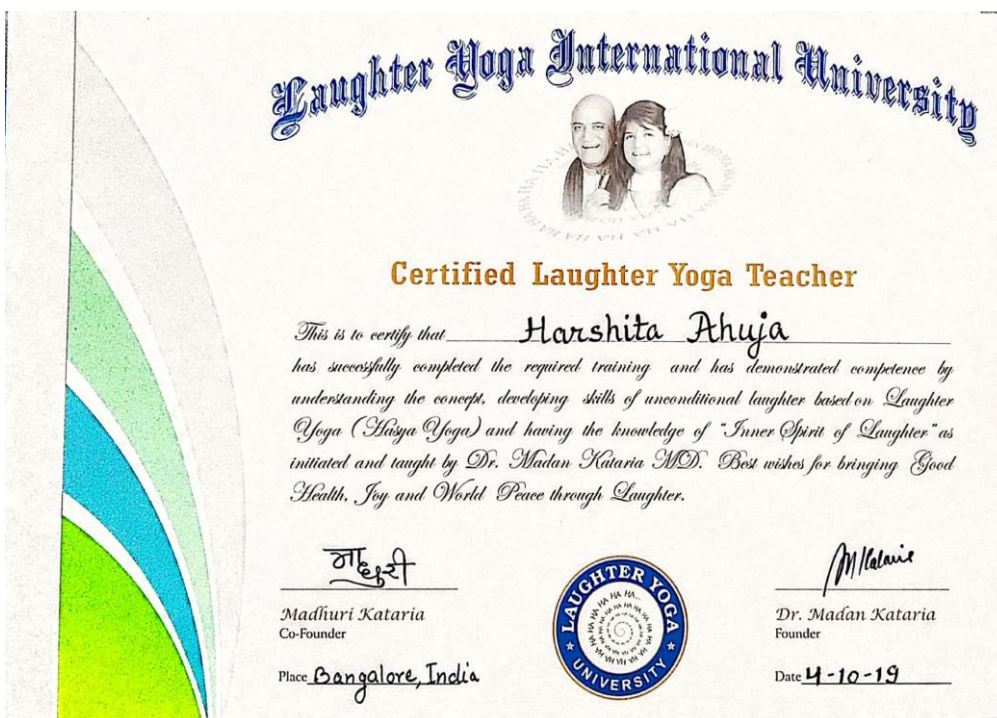 Laughter Yoga International University
Certified Laughter Yoga Teacher
This is to certify that Harshita Ahuja
has successfully completed the required training and has demonstrated competence by
understanding the concept, developing skills of unconditional laughter based on Laughter
Yoga (Hasya Yoga) and having the knowledge of "Inner Spirit of Laughter" as
initiated and taught by Dr. Madan Kataria MD. Best wishes for bringing Good
Health, Joy and World Peace through Laughter.
माधुरी
M Kataria
Madhuri Kataria
Co-Founder
LAUGHTER YOGA
UNIVERSITY
Dr. Madan Kataria
Founder
Place Bangalore, India
Date 4-10-19